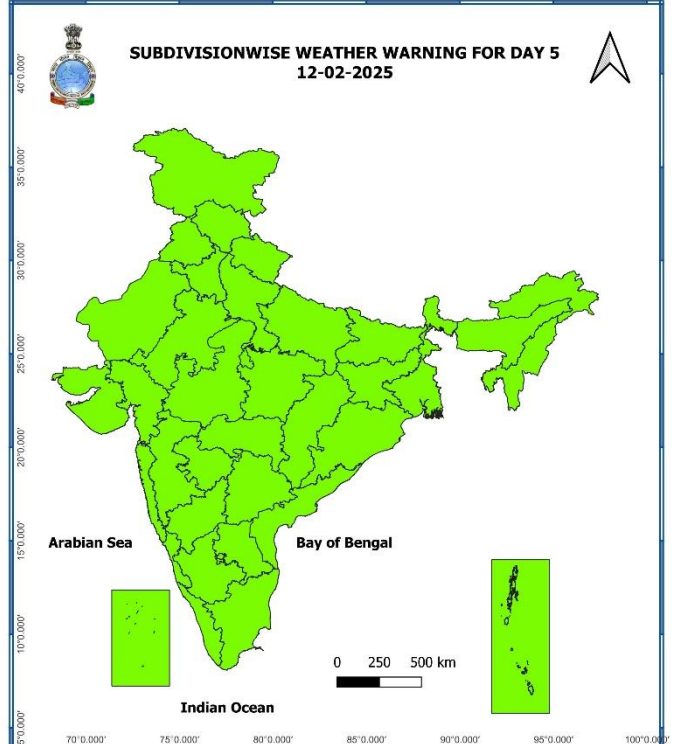 SUBDIVISIONWISE WEATHER WARNING FOR DAY 5
12-02-2025
40°0.000'
35°0.000'
30°0.000'
25°0.000'
20°0.000'
15°0.000'
10°0.000'
5°0.000'
Arabian Sea
Bay of Bengal
0 250 500 km
Indian Ocean
70°0.000' 75°0.000' 80°0.000' 85°0.000' 90°0.000' 95°0.000' 100°0.000'